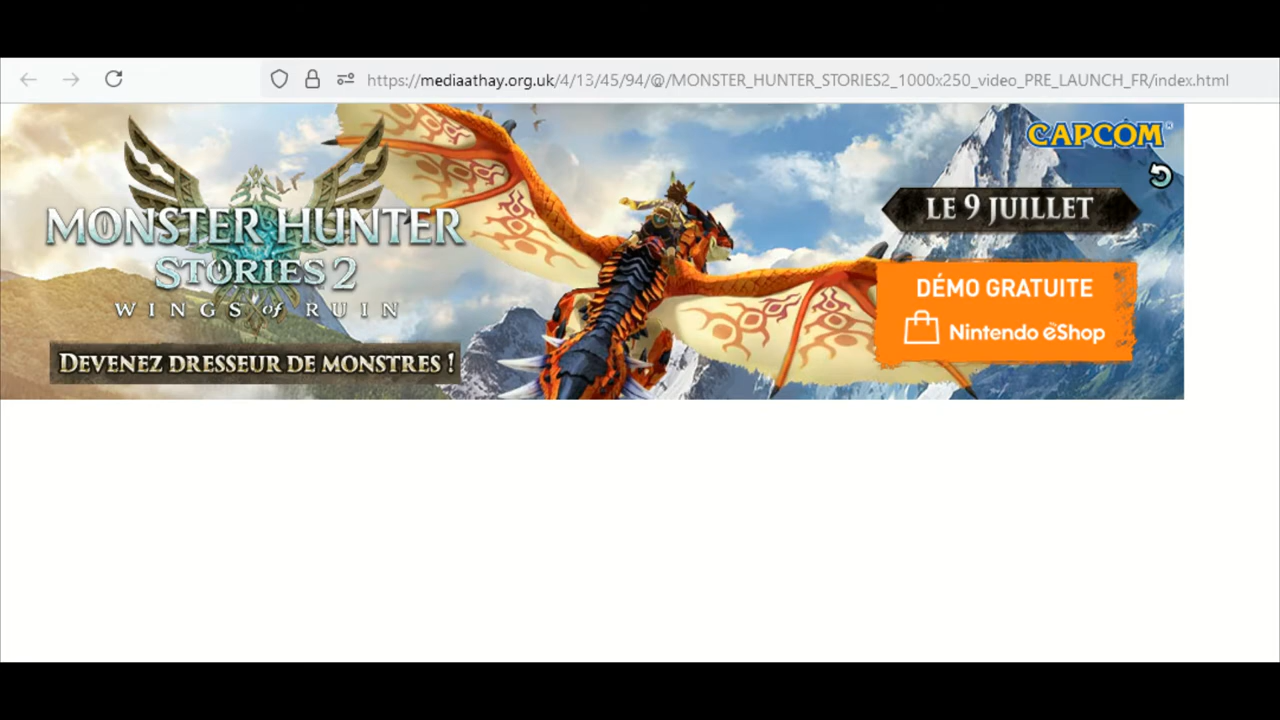 https://mediaathay.org.uk/4/13/45/94/@/MONSTER_HUNTER_STORIES2_1000x250_video_PRE_LAUNCH_FR/index.html
CAPCOM®
MONSTER HUNTER
STORIES 2
WINGS of RUIN
DEVENEZ DRESSEUR DE MONSTRES !
LE 9 JUILLET
DÉMO GRATUITE
Nintendo eShop